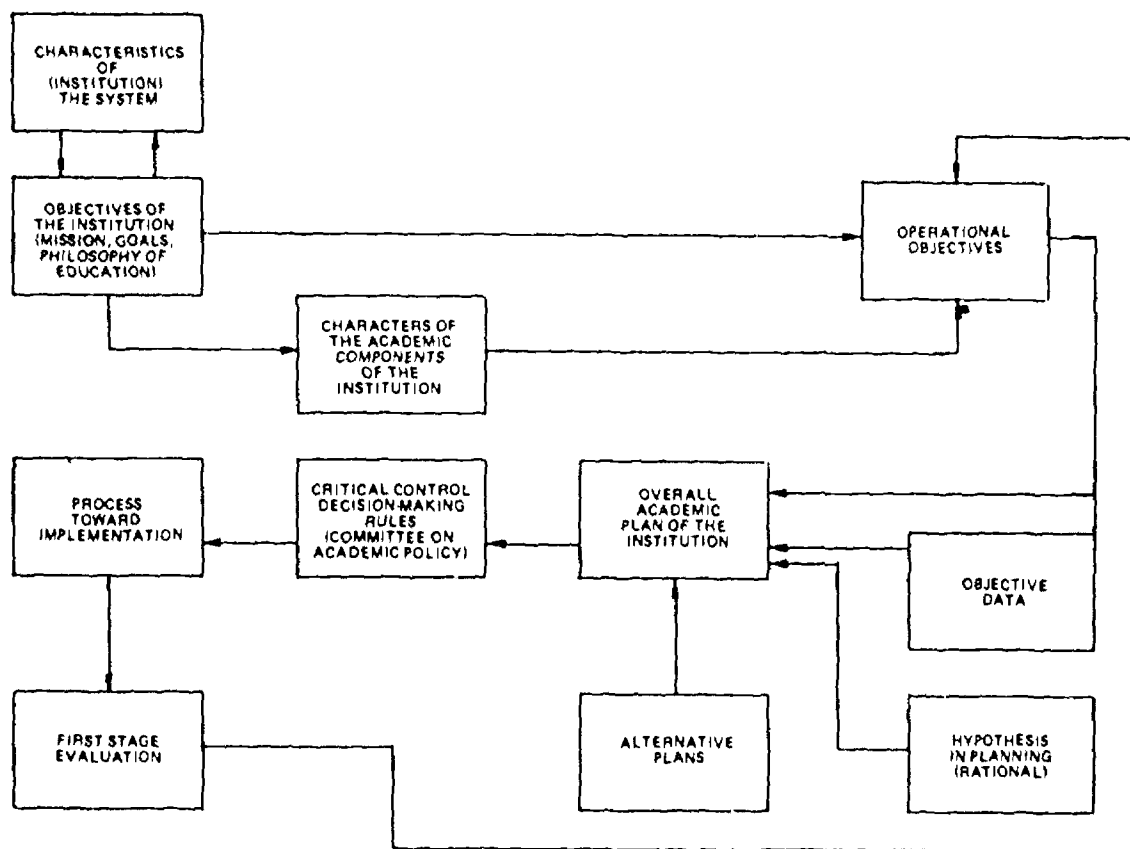 CHARACTERISTICS
OF
(INSTITUTION)
THE SYSTEM
OBJECTIVES OF
THE INSTITUTION
(MISSION, GOALS,
PHILOSOPHY OF
EDUCATION)
OPERATIONAL
OBJECTIVES
CHARACTERS OF
THE ACADEMIC
COMPONENTS
OF THE
INSTITUTION
PROCESS
TOWARD
IMPLEMENTATION
CRITICAL CONTROL
DECISION-MAKING
RULES
(COMMITTEE ON
ACADEMIC POLICY)
OVERALL
ACADEMIC
PLAN OF THE
INSTITUTION
OBJECTIVE
DATA
FIRST STAGE
EVALUATION
ALTERNATIVE
PLANS
HYPOTHESIS
IN PLANNING
(RATIONAL)